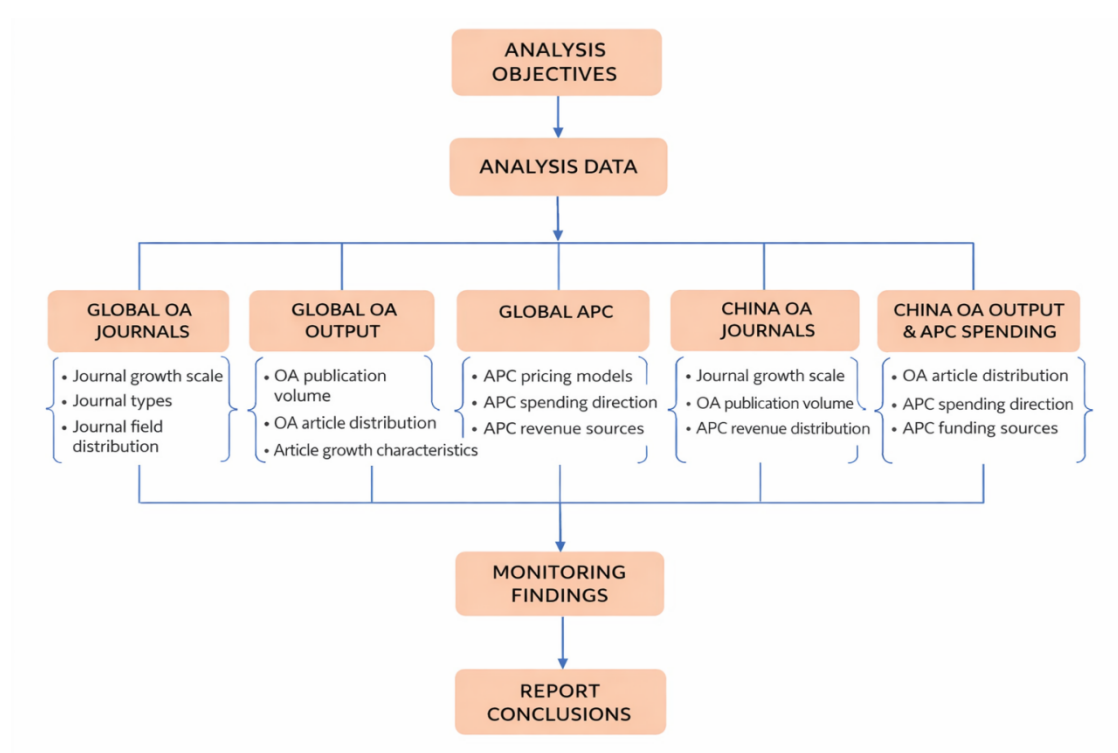 ANALYSIS
OBJECTIVES
ANALYSIS DATA
GLOBAL OA
JOURNALS
• Journal growth scale
• Journal types
• Journal field
distribution
GLOBAL OA
OUTPUT
• OA publication
volume
• OA article distribution
• Article growth characteristics
GLOBAL APC
• APC pricing models
• APC spending direction
• APC revenue sources
CHINA OA
JOURNALS
• Journal growth scale
• OA publication volume
• APC revenue distribution
CHINA OA OUTPUT
& APC SPENDING
• OA article distribution
• APC spending direction
• APC funding sources
MONITORING
FINDINGS
REPORT
CONCLUSIONS